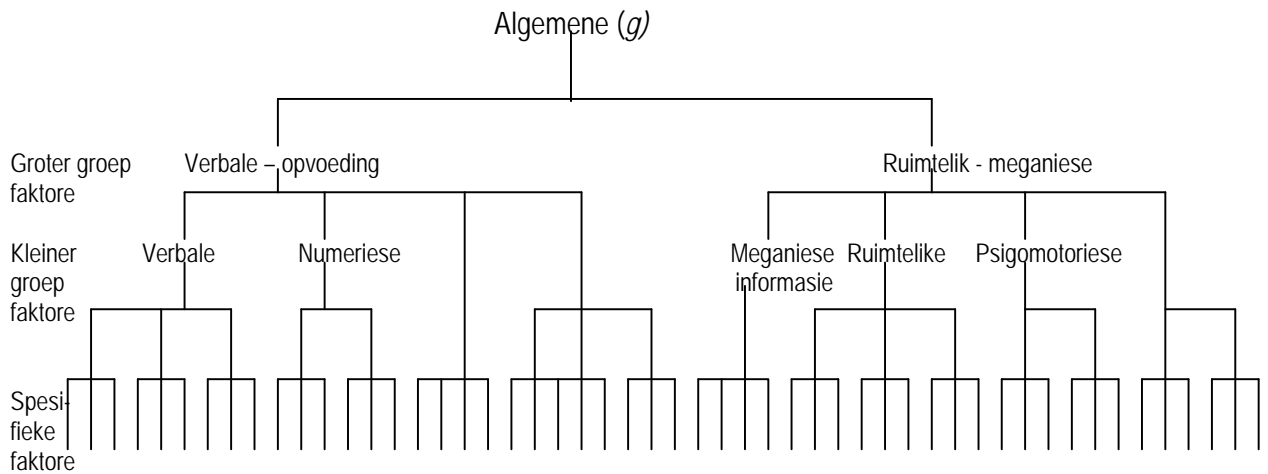 Algemene (g)
Groter groep
faktore
Verbale – opvoeding
Ruimtelik - meganiese
Kleiner
groep
faktore
Verbale
Numeriese
Meganiese
informasie
Ruimtelike
Psigomotoriese
Spesi-
fieke
faktore